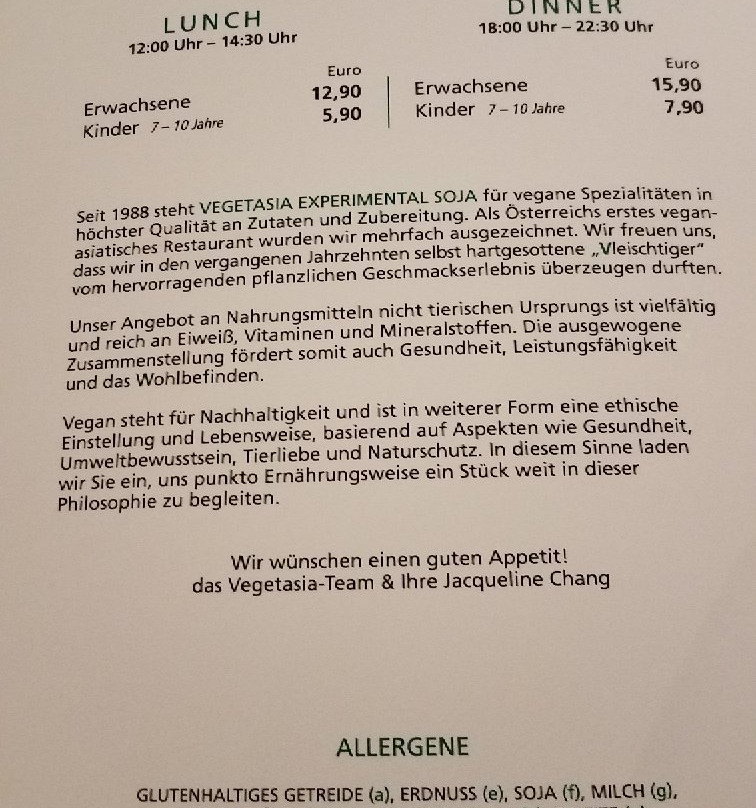 LUNCH
12:00 Uhr – 14:30 Uhr
Euro
Erwachsene 12,90
Kinder 7 – 10 Jahre 5,90
DINNER
18:00 Uhr – 22:30 Uhr
Euro
Erwachsene 15,90
Kinder 7 – 10 Jahre 7,90
Seit 1988 steht VEGETASIA EXPERIMENTAL SOJA für vegane Spezialitäten in
höchster Qualität an Zutaten und Zubereitung. Als Österreichs erstes vegan-
asiatisches Restaurant wurden wir mehrfach ausgezeichnet. Wir freuen uns,
dass wir in den vergangenen Jahrzehnten selbst hartgesottene „Vleischtiger“
vom hervorragenden pflanzlichen Geschmackserlebnis überzeugen durften.
Unser Angebot an Nahrungsmitteln nicht tierischen Ursprungs ist vielfältig
und reich an Eiweiß, Vitaminen und Mineralstoffen. Die ausgewogene
Zusammenstellung fördert somit auch Gesundheit, Leistungsfähigkeit
und das Wohlbefinden.
Vegan steht für Nachhaltigkeit und ist in weiterer Form eine ethische
Einstellung und Lebensweise, basierend auf Aspekten wie Gesundheit,
Umweltbewusstsein, Tierliebe und Naturschutz. In diesem Sinne laden
wir Sie ein, uns punkto Ernährungsweise ein Stück weit in dieser
Philosophie zu begleiten.
Wir wünschen einen guten Appetit!
das Vegetasia-Team & Ihre Jacqueline Chang
ALLERGENE
GLUTENHALTIGES GETREIDE (a), ERDNUSS (e), SOJA (f), MILCH (g),